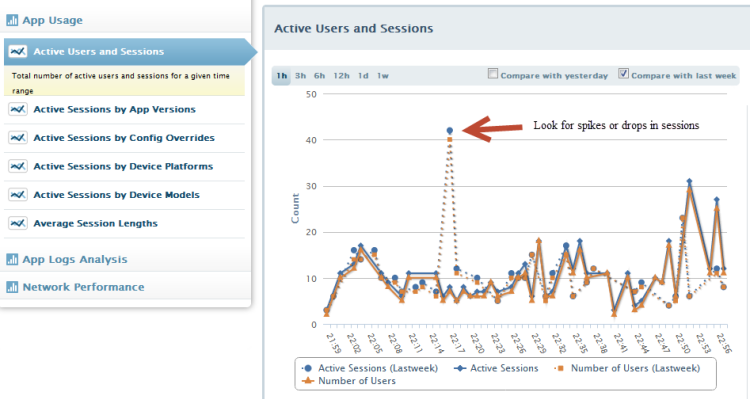 App Usage
Active Users and Sessions
Total number of active users and sessions for a given time
range
Active Sessions by App Versions
Active Sessions by Config Overrides
Active Sessions by Device Platforms
Active Sessions by Device Models
Average Session Lengths
App Logs Analysis
Network Performance
Active Users and Sessions
1h 3h 6h 12h 1d 1w
Compare with yesterday
Compare with last week
Look for spikes or drops in sessions
Count
50
40
30
20
10
0
21:59 22:02 22:05 22:08 22:11 22:14 22:17 22:20 22:23 22:26 22:29 22:32 22:35 22:38 22:41 22:44 22:47 22:50 22:53 22:56
Active Sessions (Lastweek) Active Sessions Number of Users (Lastweek)
Number of Users